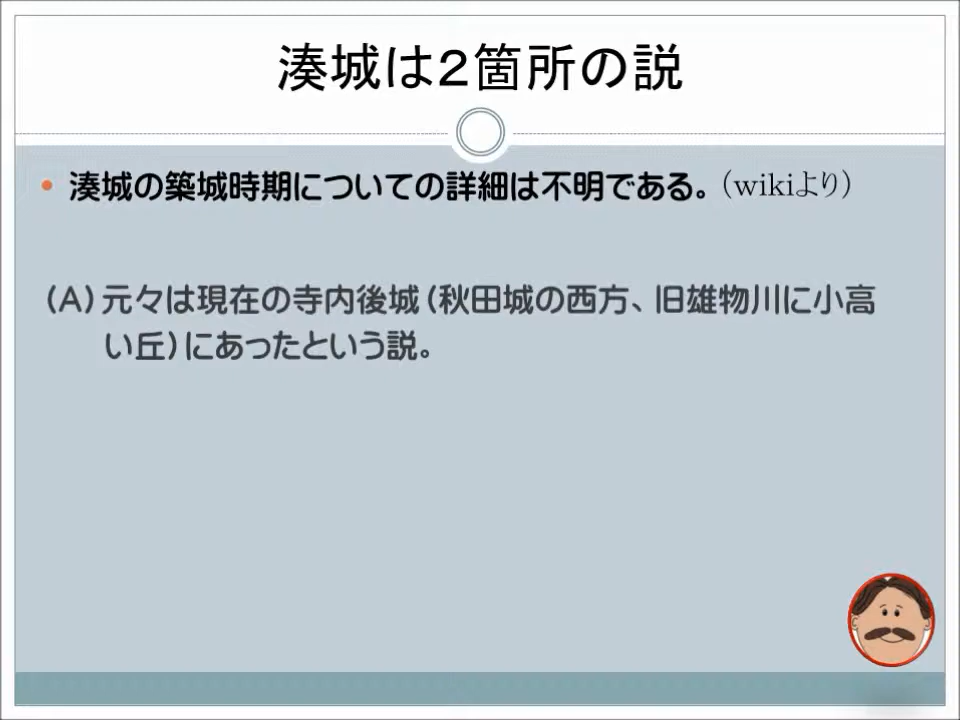 湊城は２箇所の説
• 湊城の築城時期についての詳細は不明である。（wikiより）
（A）元々は現在の寺内後城（秋田城の西方、旧雄物川に小高
い丘）にあったという説。